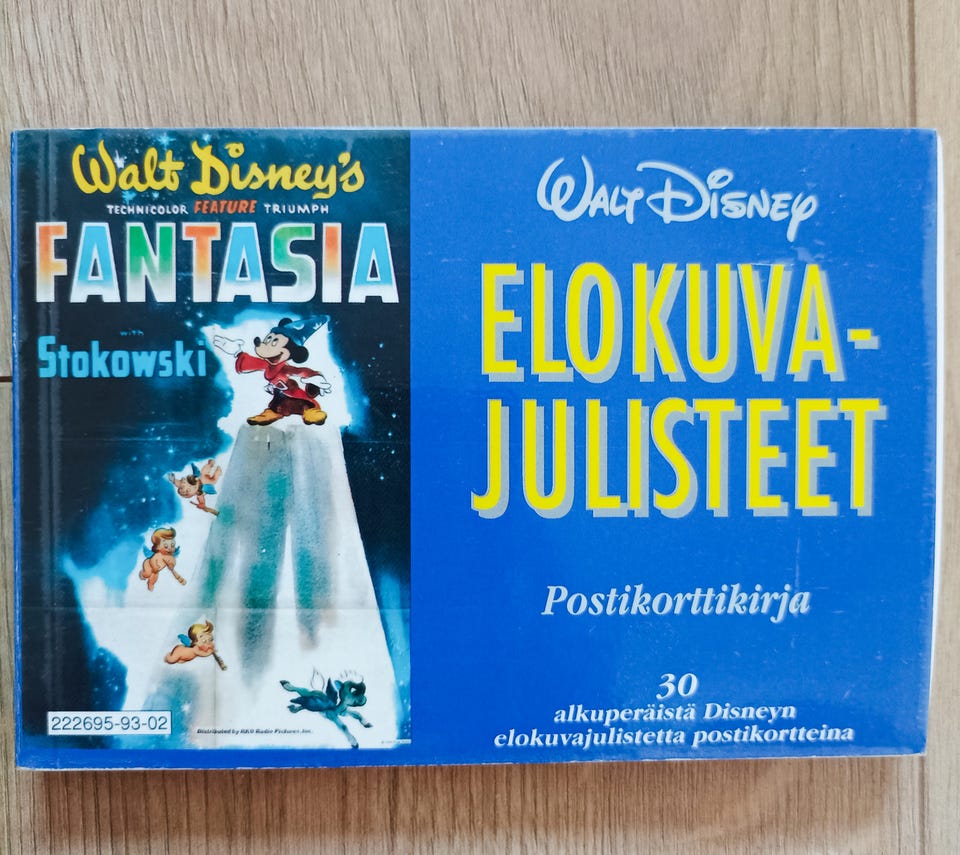 Walt Disney's
TECHNICOLOR FEATURE TRIUMPH
FANTASIA
with
Stokowski
222695-93-02
Distributed by RKO Radio Pictures, Inc.
WALT DISNEY
ELOKUVA-
JULISTEET
Postikorttikirja
30
alkuperäistä Disneyn
elokuvajulistetta postikortteina